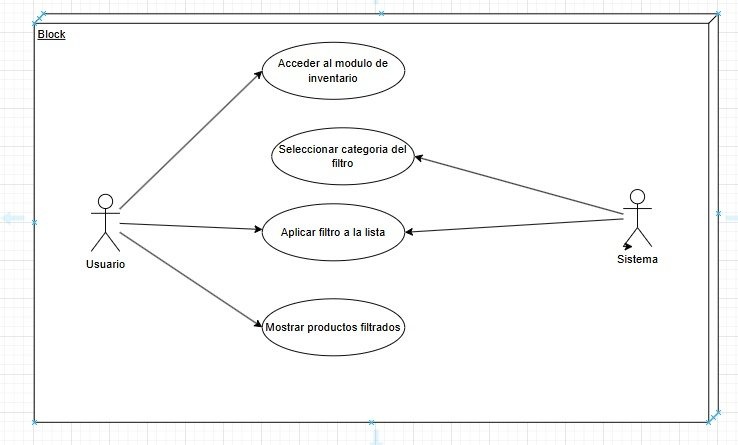 Block
Acceder al modulo de
inventario
Seleccionar categoria del
filtro
Aplicar filtro a la lista
Usuario
Sistema
Mostrar productos filtrados